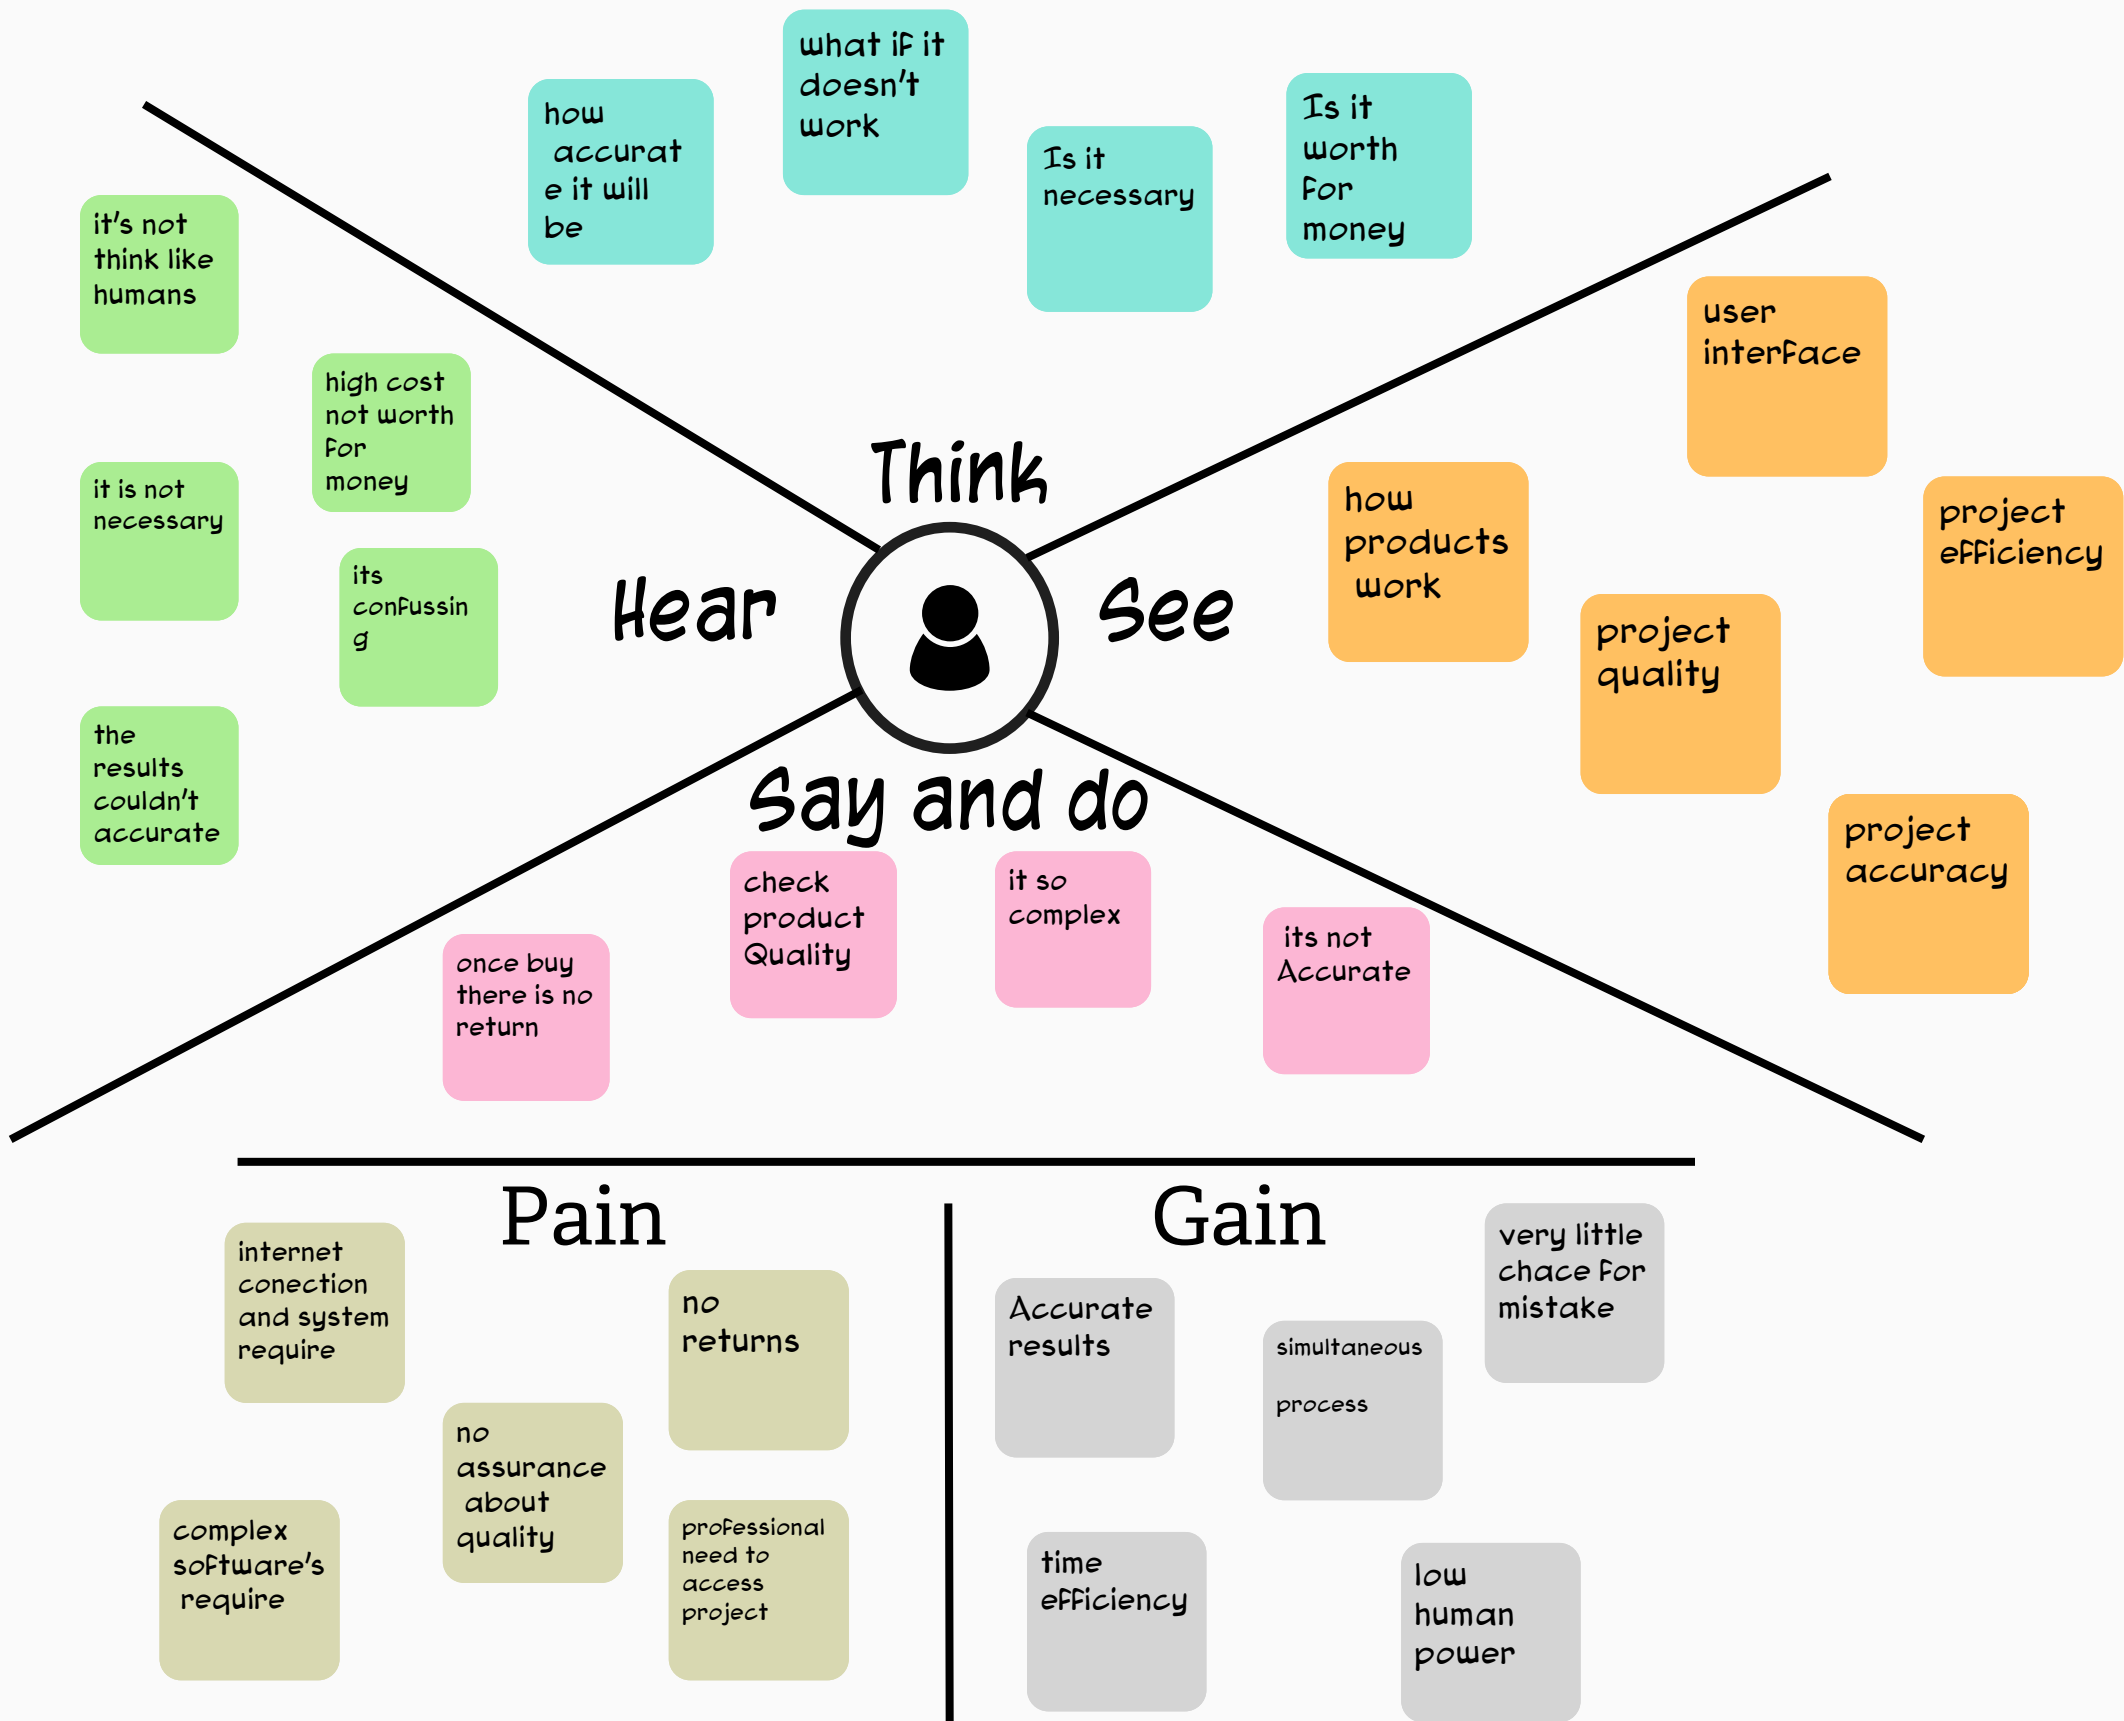 what if it
doesn't
work
how
accurat
e it will
be
Is it
necessary
Is it
worth
for
money
it's not
think like
humans
high cost
not worth
for
money
it is not
necessary
its
confussin
g
the
results
couldn't
accurate
Think
Hear
See
Say and do
user
interface
how
products
work
project
efficiency
project
quality
project
accuracy
once buy
there is no
return
check
product
Quality
it so
complex
its not
Accurate
Pain
internet
conection
and system
require
no
returns
no
assurance
about
quality
complex
software's
require
professional
need to
access
project
Gain
Accurate
results
simultaneous
process
very little
chace for
mistake
time
efficiency
low
human
power